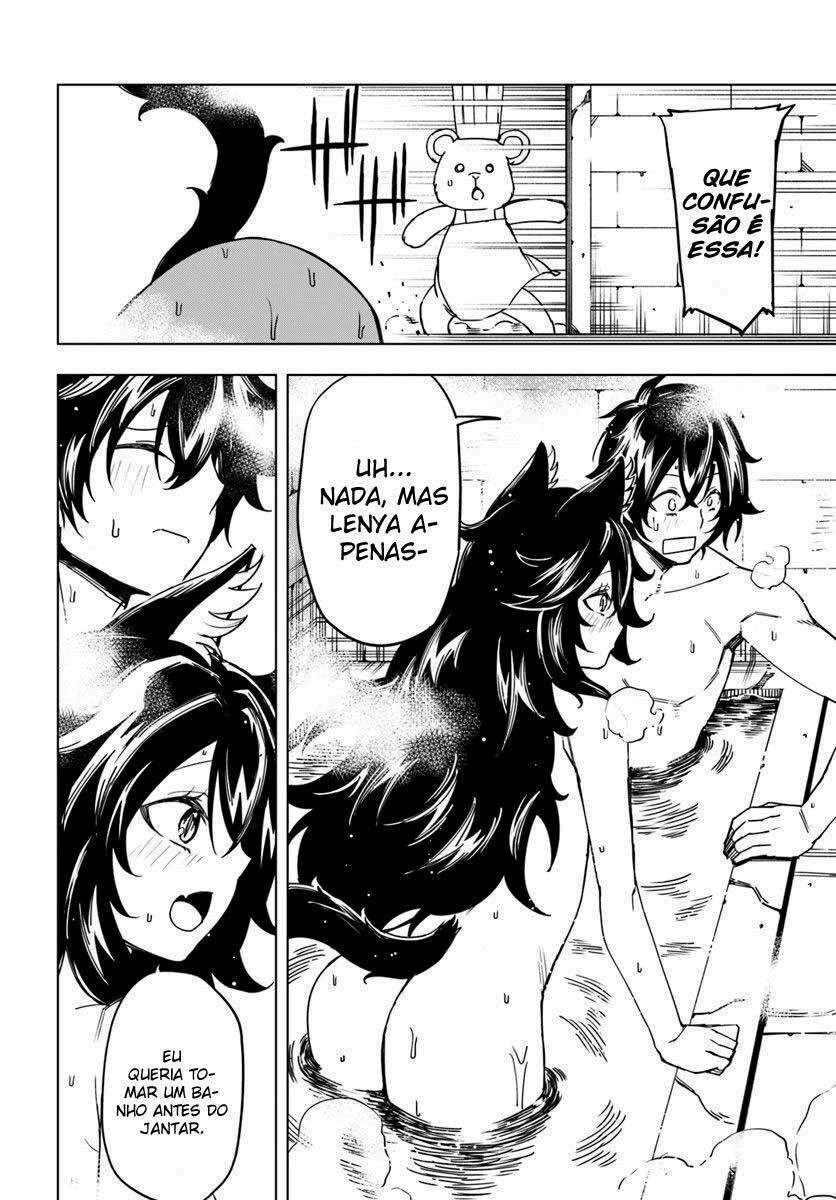 QUE
CONFU-
SÃO É
ESSA!
UH...
NADA, MAS
LENYA A-
PENAS-
EU
QUERIA TO-
MAR UM BA-
NHO ANTES DO
JANTAR.